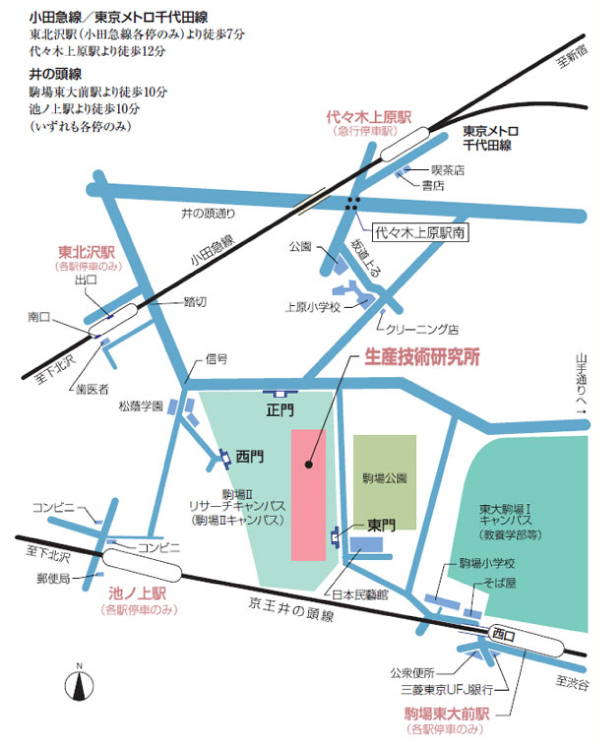 小田急線／東京メトロ千代田線
東北沢駅（小田急線各停のみ）より徒歩7分
代々木上原駅より徒歩12分
井の頭線
駒場東大前駅より徒歩10分
池ノ上駅より徒歩10分
（いずれも各停のみ）
至新宿
代々木上原駅
（急行停車駅）
東京メトロ
千代田線
喫茶店
書店
井の頭通り
代々木上原駅南
小田急線
公園
坂道上る
東北沢駅
（各駅停車のみ）
出口
踏切
上原小学校
クリーニング店
南口
至下北沢
歯医者
信号
生産技術研究所
山手通りへ→
松蔭学園
正門
西門
駒場Ⅱ
リサーチキャンパス
（駒場Ⅱキャンパス）
駒場公園
東大駒場Ⅰ
キャンパス
（教養学部等）
コンビニ
東門
至下北沢
コンビニ
郵便局
池ノ上駅
（各駅停車のみ）
京王井の頭線
日本民藝館
駒場小学校
そば屋
西口
公衆便所
三菱東京UFJ銀行
至渋谷
駒場東大前駅
（各駅停車のみ）
N